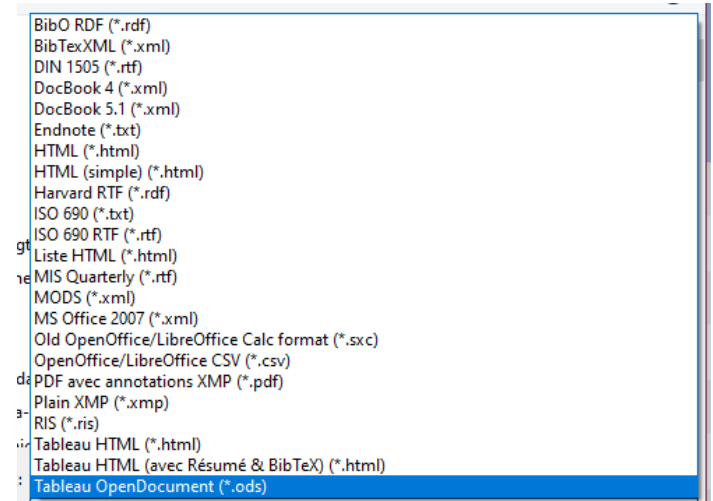 BibO RDF (*.rdf)
BibTexXML (*.xml)
DIN 1505 (*.rtf)
DocBook 4 (*.xml)
DocBook 5.1 (*.xml)
Endnote (*.txt)
HTML (*.html)
HTML (simple) (*.html)
Harvard RTF (*.rdf)
ISO 690 (*.txt)
ISO 690 RTF (*.rtf)
Liste HTML (*.html)
MIS Quarterly (*.rtf)
MODS (*.xml)
MS Office 2007 (*.xml)
Old OpenOffice/LibreOffice Calc format (*.sxc)
OpenOffice/LibreOffice CSV (*.csv)
PDF avec annotations XMP (*.pdf)
Plain XMP (*.xmp)
RIS (*.ris)
Tableau HTML (*.html)
Tableau HTML (avec Résumé & BibTeX) (*.html)
Tableau OpenDocument (*.ods)